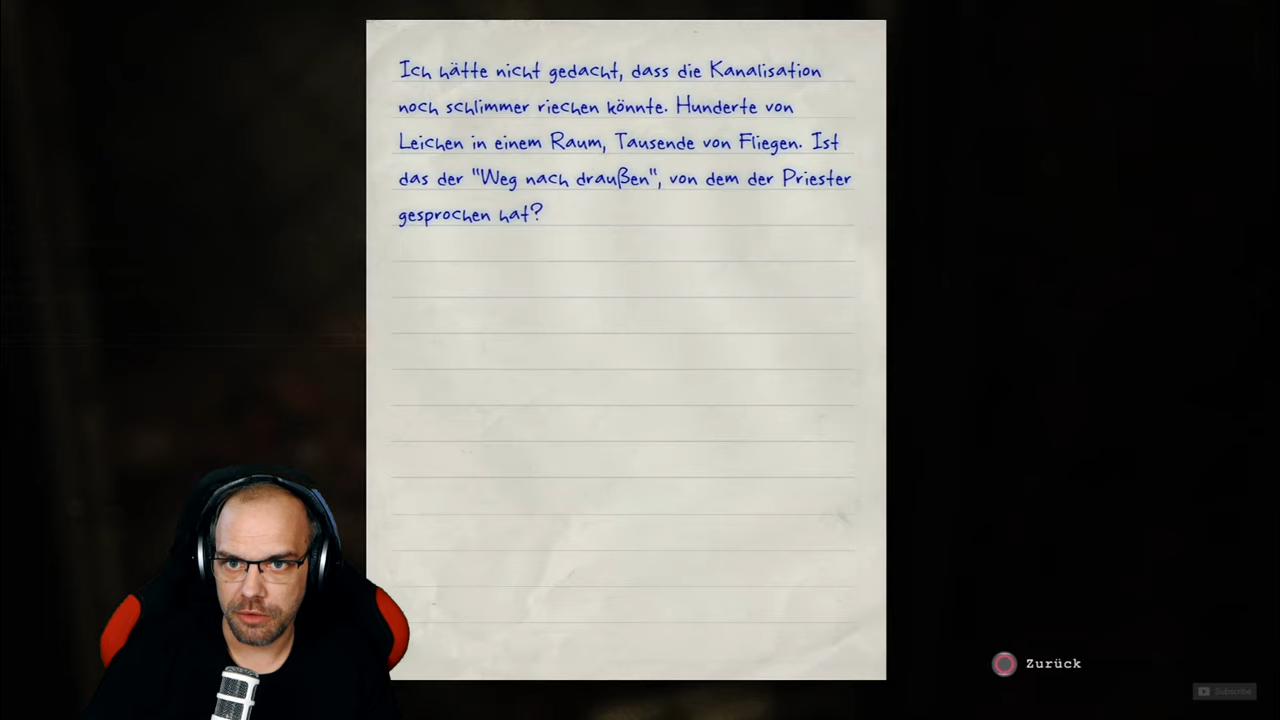 Ich hätte nicht gedacht, dass die Kanalisation
noch schlimmer riechen könnte. Hunderte von
Leichen in einem Raum, Tausende von Fliegen. Ist
das der "Weg nach draußen", von dem der Priester
gesprochen hat?
Zurück
Subscribe